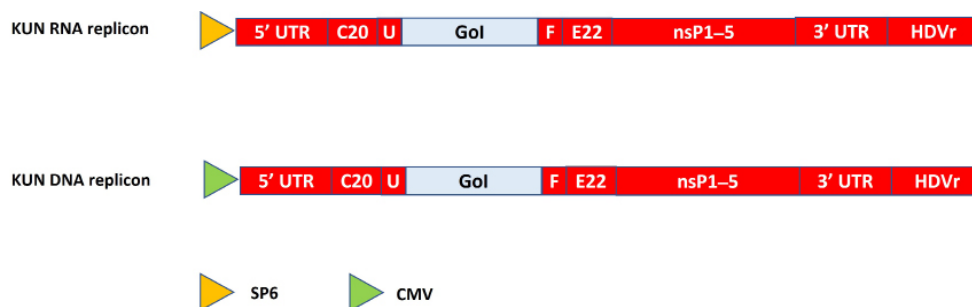 KUN RNA replicon 5′ UTR C20 U GoI F E22 nsP1–5 3′ UTR HDVr
KUN DNA replicon 5′ UTR C20 U GoI F E22 nsP1–5 3′ UTR HDVr
SP6 CMV